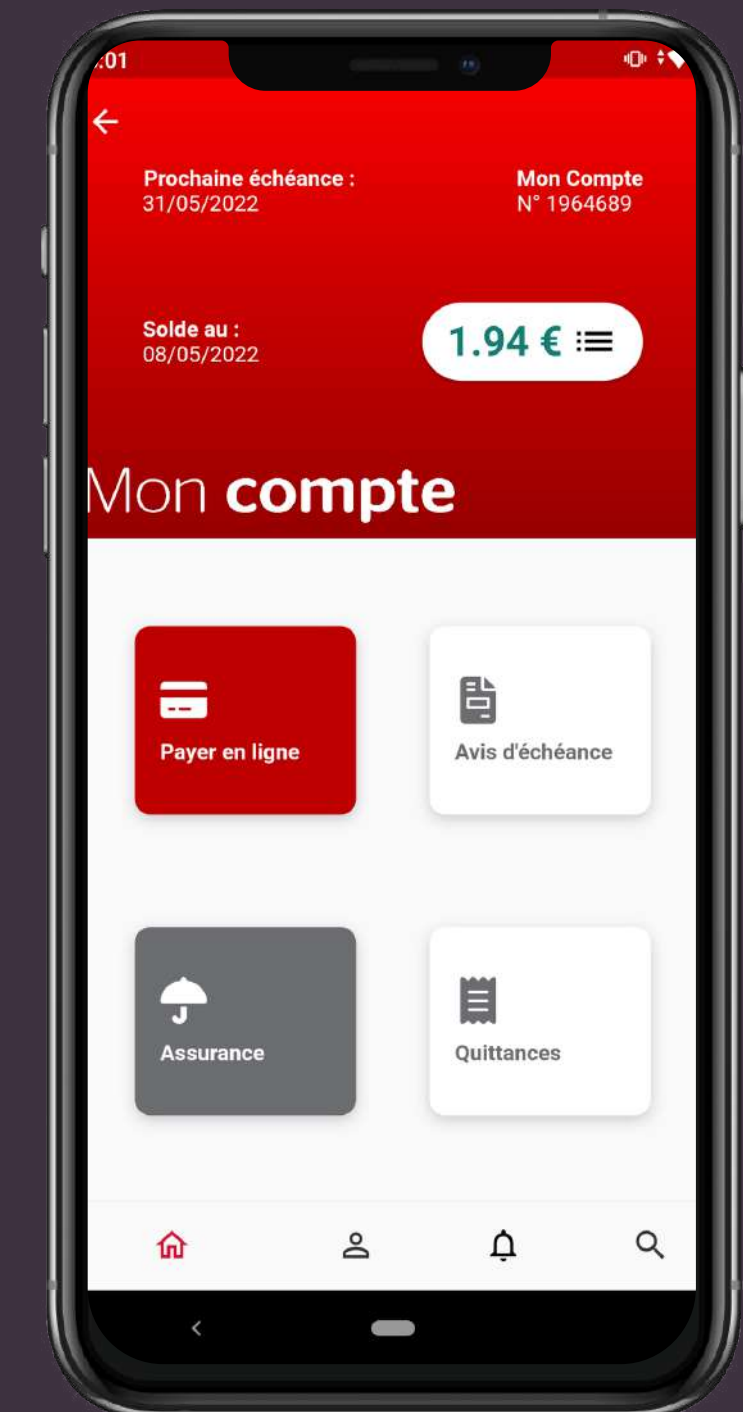 :01
Prochaine échéance :
31/05/2022
Mon Compte
N° 1964689
Solde au :
08/05/2022
1.94 €
Mon compte
Payer en ligne
Avis d'échéance
Assurance
Quittances